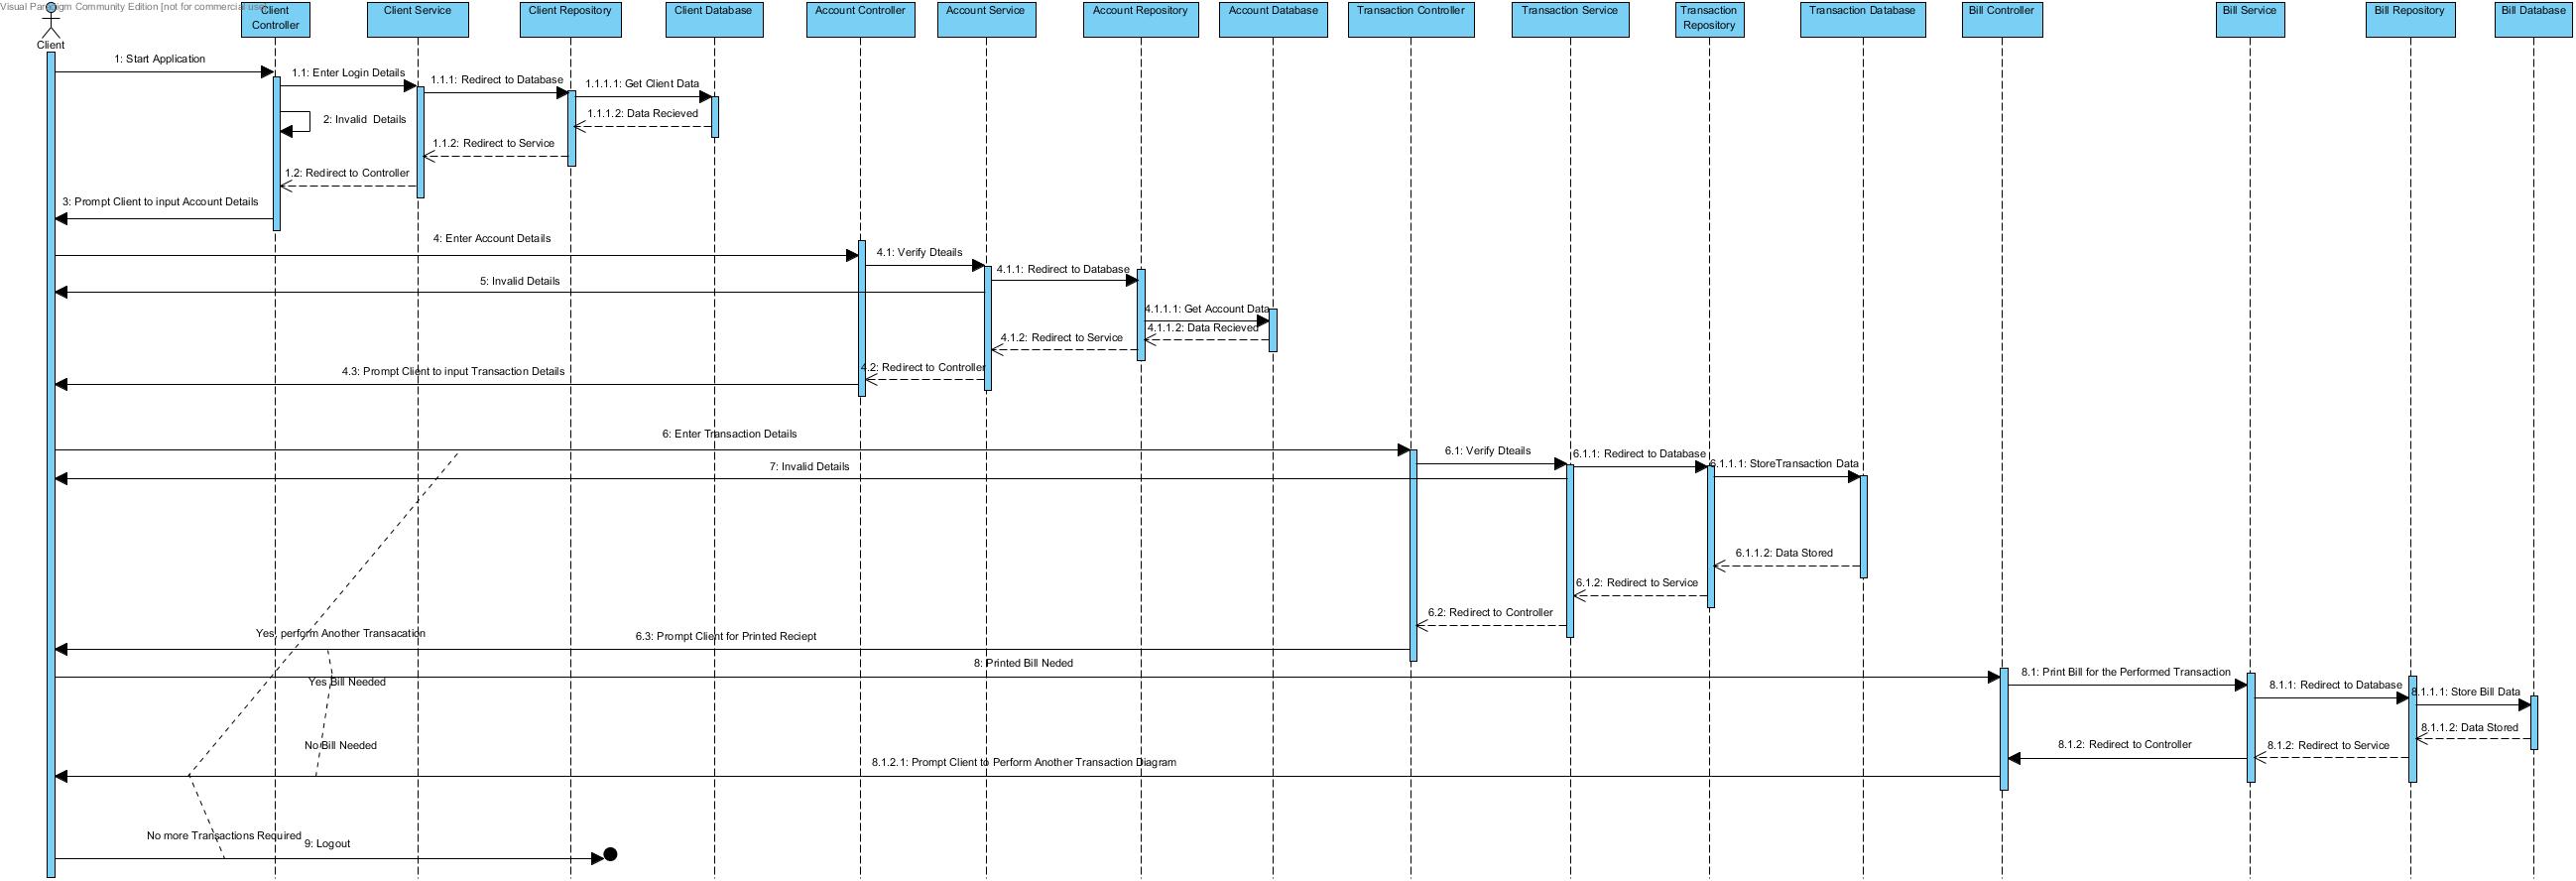 Visual Paradigm Community Edition [not for commercial use]
Client
Client
Controller
Client Service
Client Repository
Client Database
Account Controller
Account Service
Account Repository
Account Database
Transaction Controller
Transaction Service
Transaction
Repository
Transaction Database
Bill Controller
Bill Service
Bill Repository
Bill Database
1: Start Application
1.1: Enter Login Details
1.1.1: Redirect to Database
1.1.1.1: Get Client Data
1.1.1.2: Data Recieved
2: Invalid Details
1.1.2: Redirect to Service
1.2: Redirect to Controller
3: Prompt Client to input Account Details
4: Enter Account Details
4.1: Verify Dteails
4.1.1: Redirect to Database
5: Invalid Details
4.1.1.1: Get Account Data
4.1.1.2: Data Recieved
4.1.2: Redirect to Service
4.2: Redirect to Controller
4.3: Prompt Client to input Transaction Details
6: Enter Transaction Details
6.1: Verify Dteails
6.1.1: Redirect to Database
6.1.1.1: StoreTransaction Data
7: Invalid Details
6.1.1.2: Data Stored
6.1.2: Redirect to Service
6.2: Redirect to Controller
Yes, perform Another Transacation
6.3: Prompt Client for Printed Reciept
8: Printed Bill Neded
8.1: Print Bill for the Performed Transaction
Yes Bill Needed
8.1.1: Redirect to Database
8.1.1.1: Store Bill Data
8.1.1.2: Data Stored
No Bill Needed
8.1.2: Redirect to Controller
8.1.2: Redirect to Service
8.1.2.1: Prompt Client to Perform Another Transaction Diagram
No more Transactions Required
9: Logout